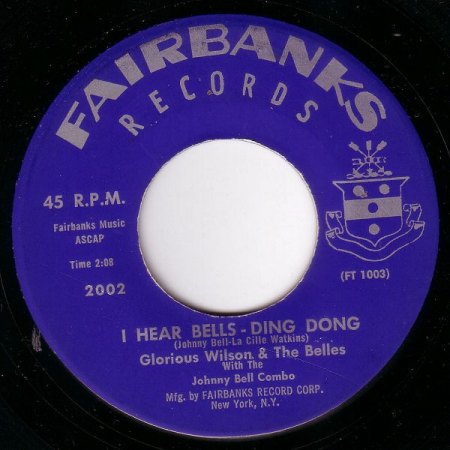 FAIRBANKS
RECORDS
45 R.P.M.
Fairbanks Music
ASCAP
Time 2:08
2002
(FT 1003)
I HEAR BELLS - DING DONG
(Johnny Bell-La Cille Watkins)
Glorious Wilson & The Belles
With The
Johnny Bell Combo
Mfg. by FAIRBANKS RECORD CORP.
New York, N.Y.